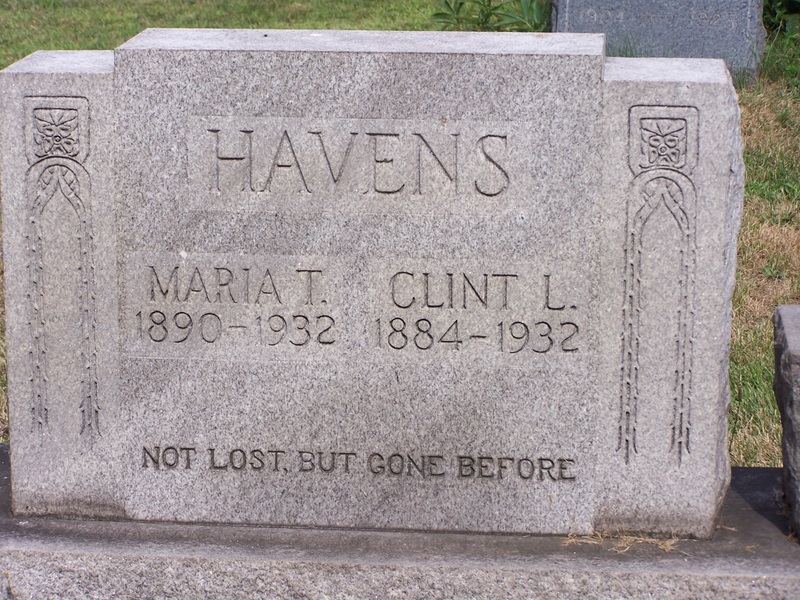 HAVENS
MARIA T. CLINT L.
1890-1932 1884-1932
NOT LOST, BUT GONE BEFORE